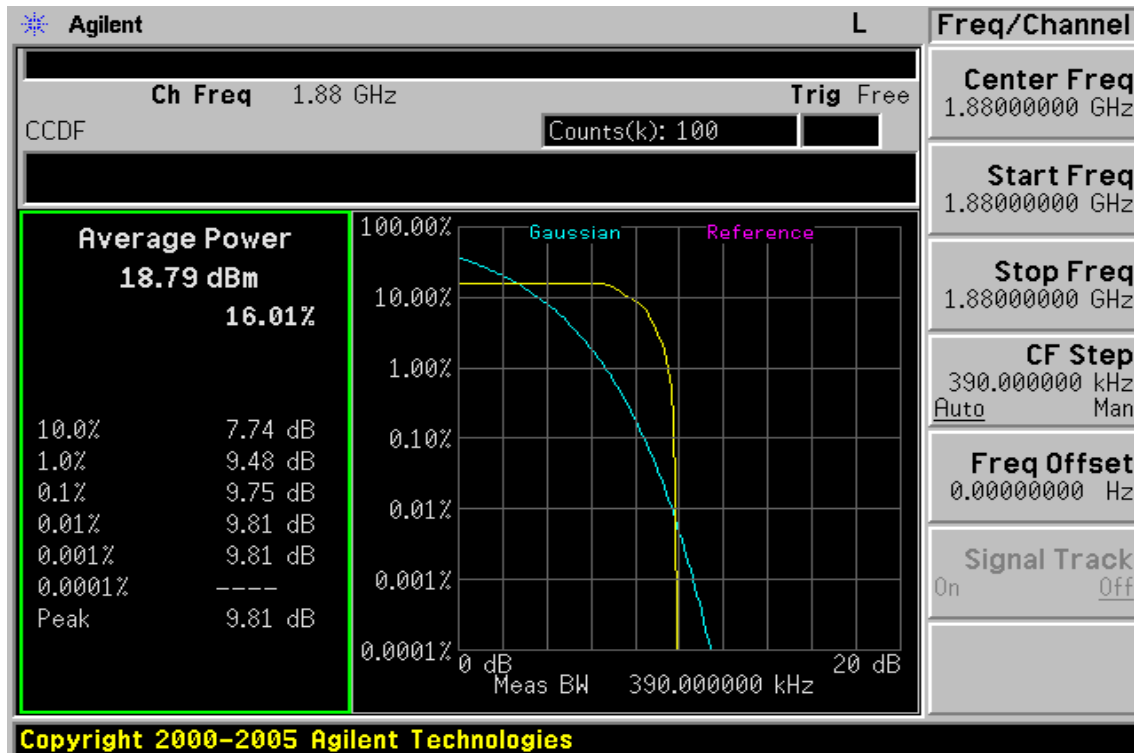 Agilent L
Ch Freq 1.88 GHz Trig Free
CCDF Counts(k): 100
Average Power
18.79 dBm
16.01%
10.0% 7.74 dB
1.0% 9.48 dB
0.1% 9.75 dB
0.01% 9.81 dB
0.001% 9.81 dB
0.0001% ----
Peak 9.81 dB
Gaussian Reference
100.00%
10.00%
1.00%
0.10%
0.01%
0.001%
0.0001%
0 dB 20 dB
Meas BW 390.000000 kHz
Freq/Channel
Center Freq
1.88000000 GHz
Start Freq
1.88000000 GHz
Stop Freq
1.88000000 GHz
CF Step
390.000000 kHz
Auto Man
Freq Offset
0.00000000 Hz
Signal Track
On Off
Copyright 2000-2005 Agilent Technologies